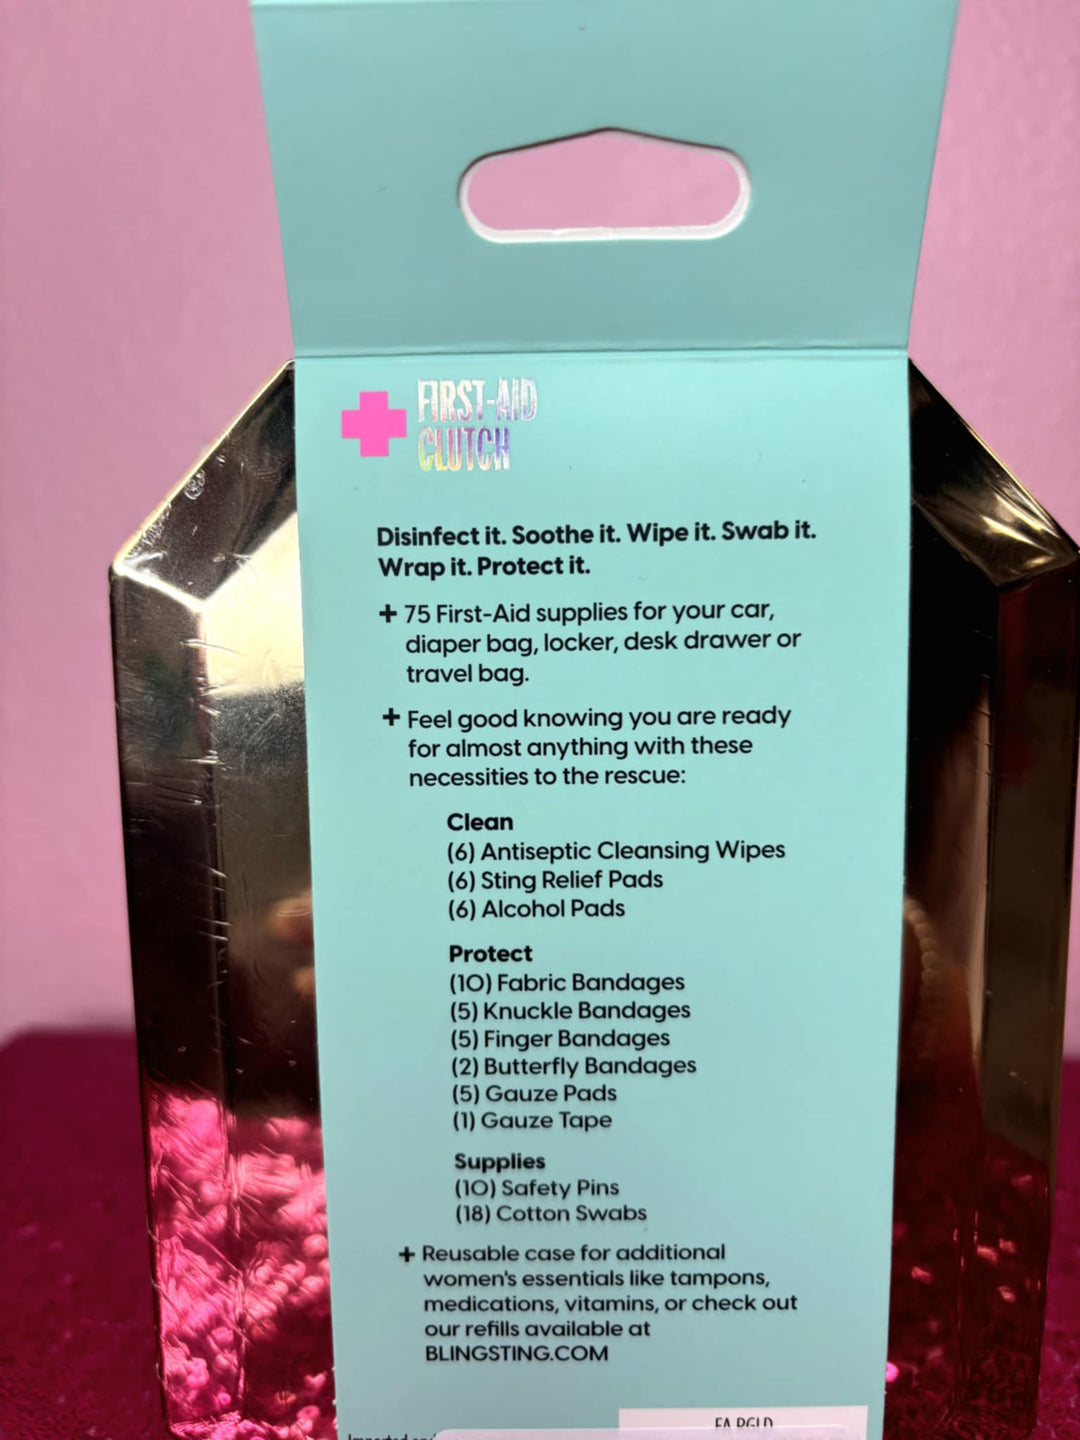 FIRST-AID
CLUTCH
Disinfect it. Soothe it. Wipe it. Swab it.
Wrap it. Protect it.
+ 75 First-Aid supplies for your car,
diaper bag, locker, desk drawer or
travel bag.
+ Feel good knowing you are ready
for almost anything with these
necessities to the rescue:
Clean
(6) Antiseptic Cleansing Wipes
(6) Sting Relief Pads
(6) Alcohol Pads
Protect
(10) Fabric Bandages
(5) Knuckle Bandages
(5) Finger Bandages
(2) Butterfly Bandages
(5) Gauze Pads
(1) Gauze Tape
Supplies
(10) Safety Pins
(18) Cotton Swabs
+ Reusable case for additional
women's essentials like tampons,
medications, vitamins, or check out
our refills available at
BLINGSTING.COM